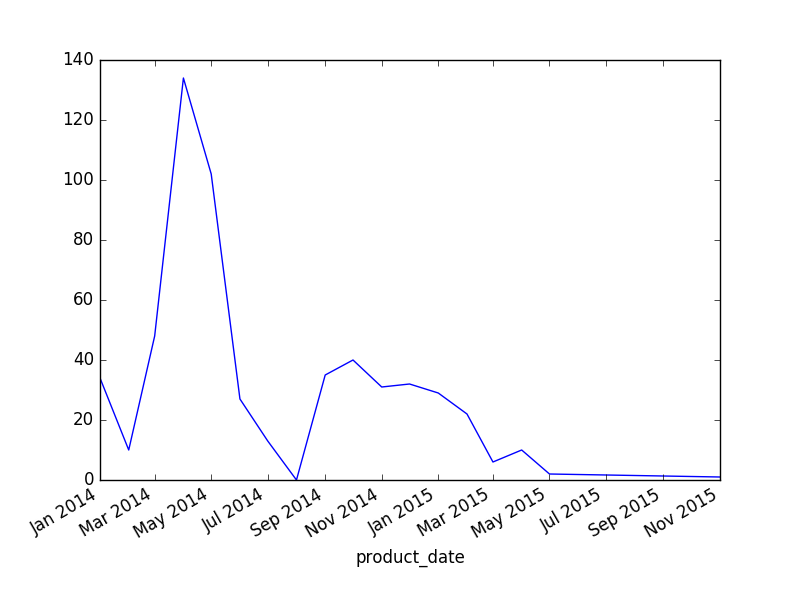 140
120
100
80
60
40
20
0
Jan 2014
Mar 2014
May 2014
Jul 2014
Sep 2014
Nov 2014
Jan 2015
Mar 2015
May 2015
Jul 2015
Sep 2015
Nov 2015
product_date